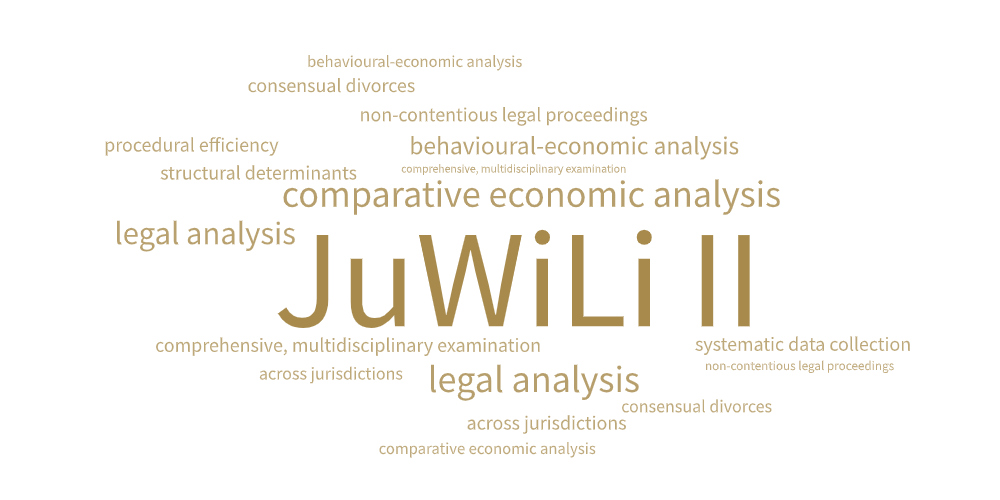 behavioural-economic analysis
consensual divorces
non-contentious legal proceedings
procedural efficiency
behavioural-economic analysis
comprehensive, multidisciplinary examination
structural determinants
comparative economic analysis
legal analysis
JuWiLi II
comprehensive, multidisciplinary examination
systematic data collection
non-contentious legal proceedings
across jurisdictions
legal analysis
consensual divorces
across jurisdictions
comparative economic analysis